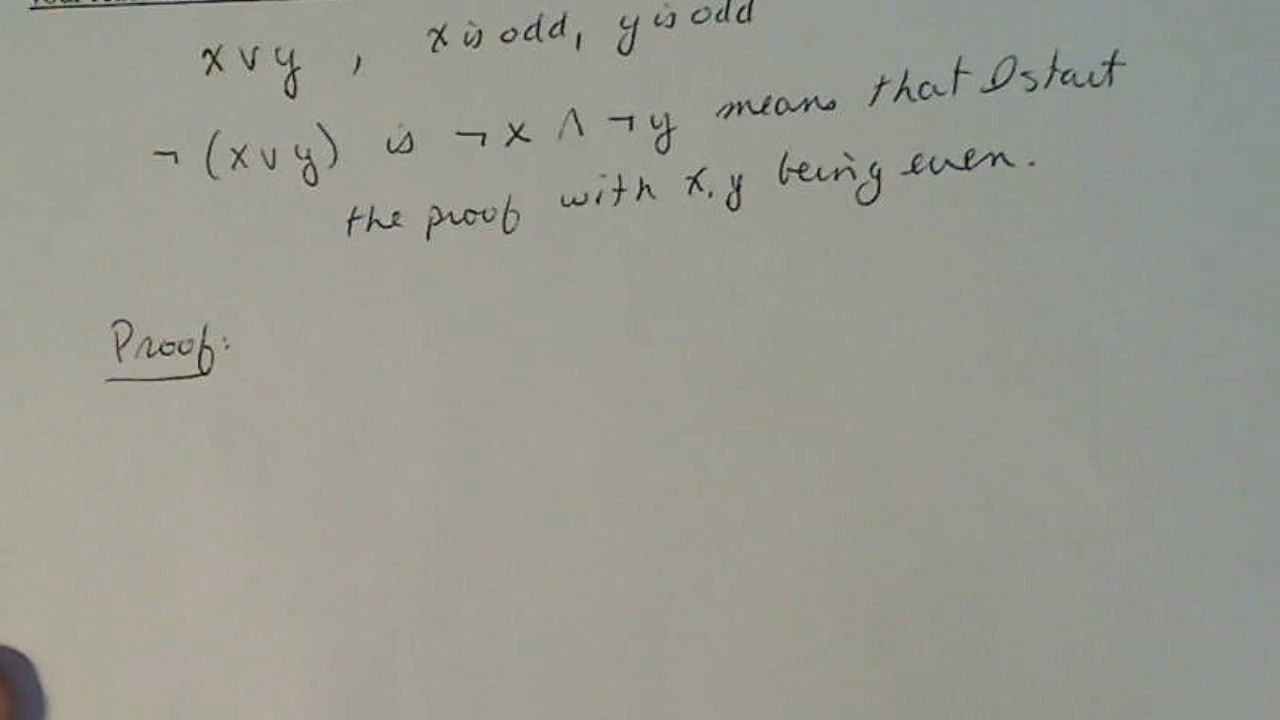 x ∨ y , x is odd, y is odd
¬ (x ∨ y) is ¬ x ∧ ¬ y means that I start
the proof with x, y being even.
Proof: